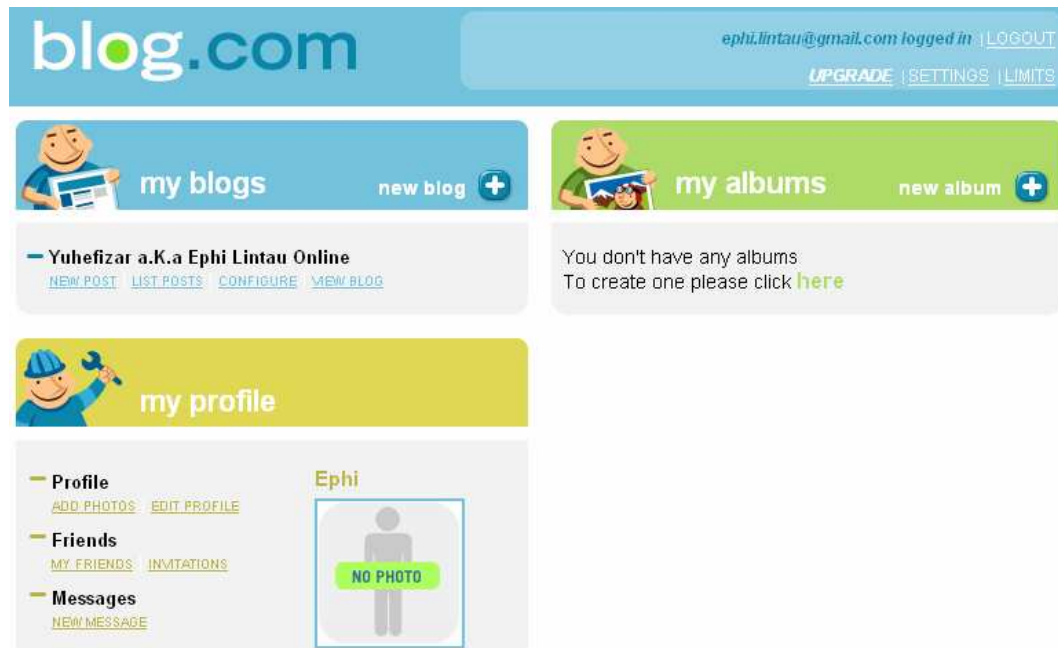 blog.com
ephi.lintau@gmail.com logged in | LOGOUT
UPGRADE | SETTINGS | LIMITS
my blogs
new blog
Yuhefizar a.K.a Ephi Lintau Online
NEW POST LIST POSTS CONFIGURE VIEW BLOG
my albums
new album
You don't have any albums
To create one please click here
my profile
Profile
ADD PHOTOS EDIT PROFILE
Friends
MY FRIENDS INVITATIONS
Messages
NEW MESSAGE
Ephi
NO PHOTO